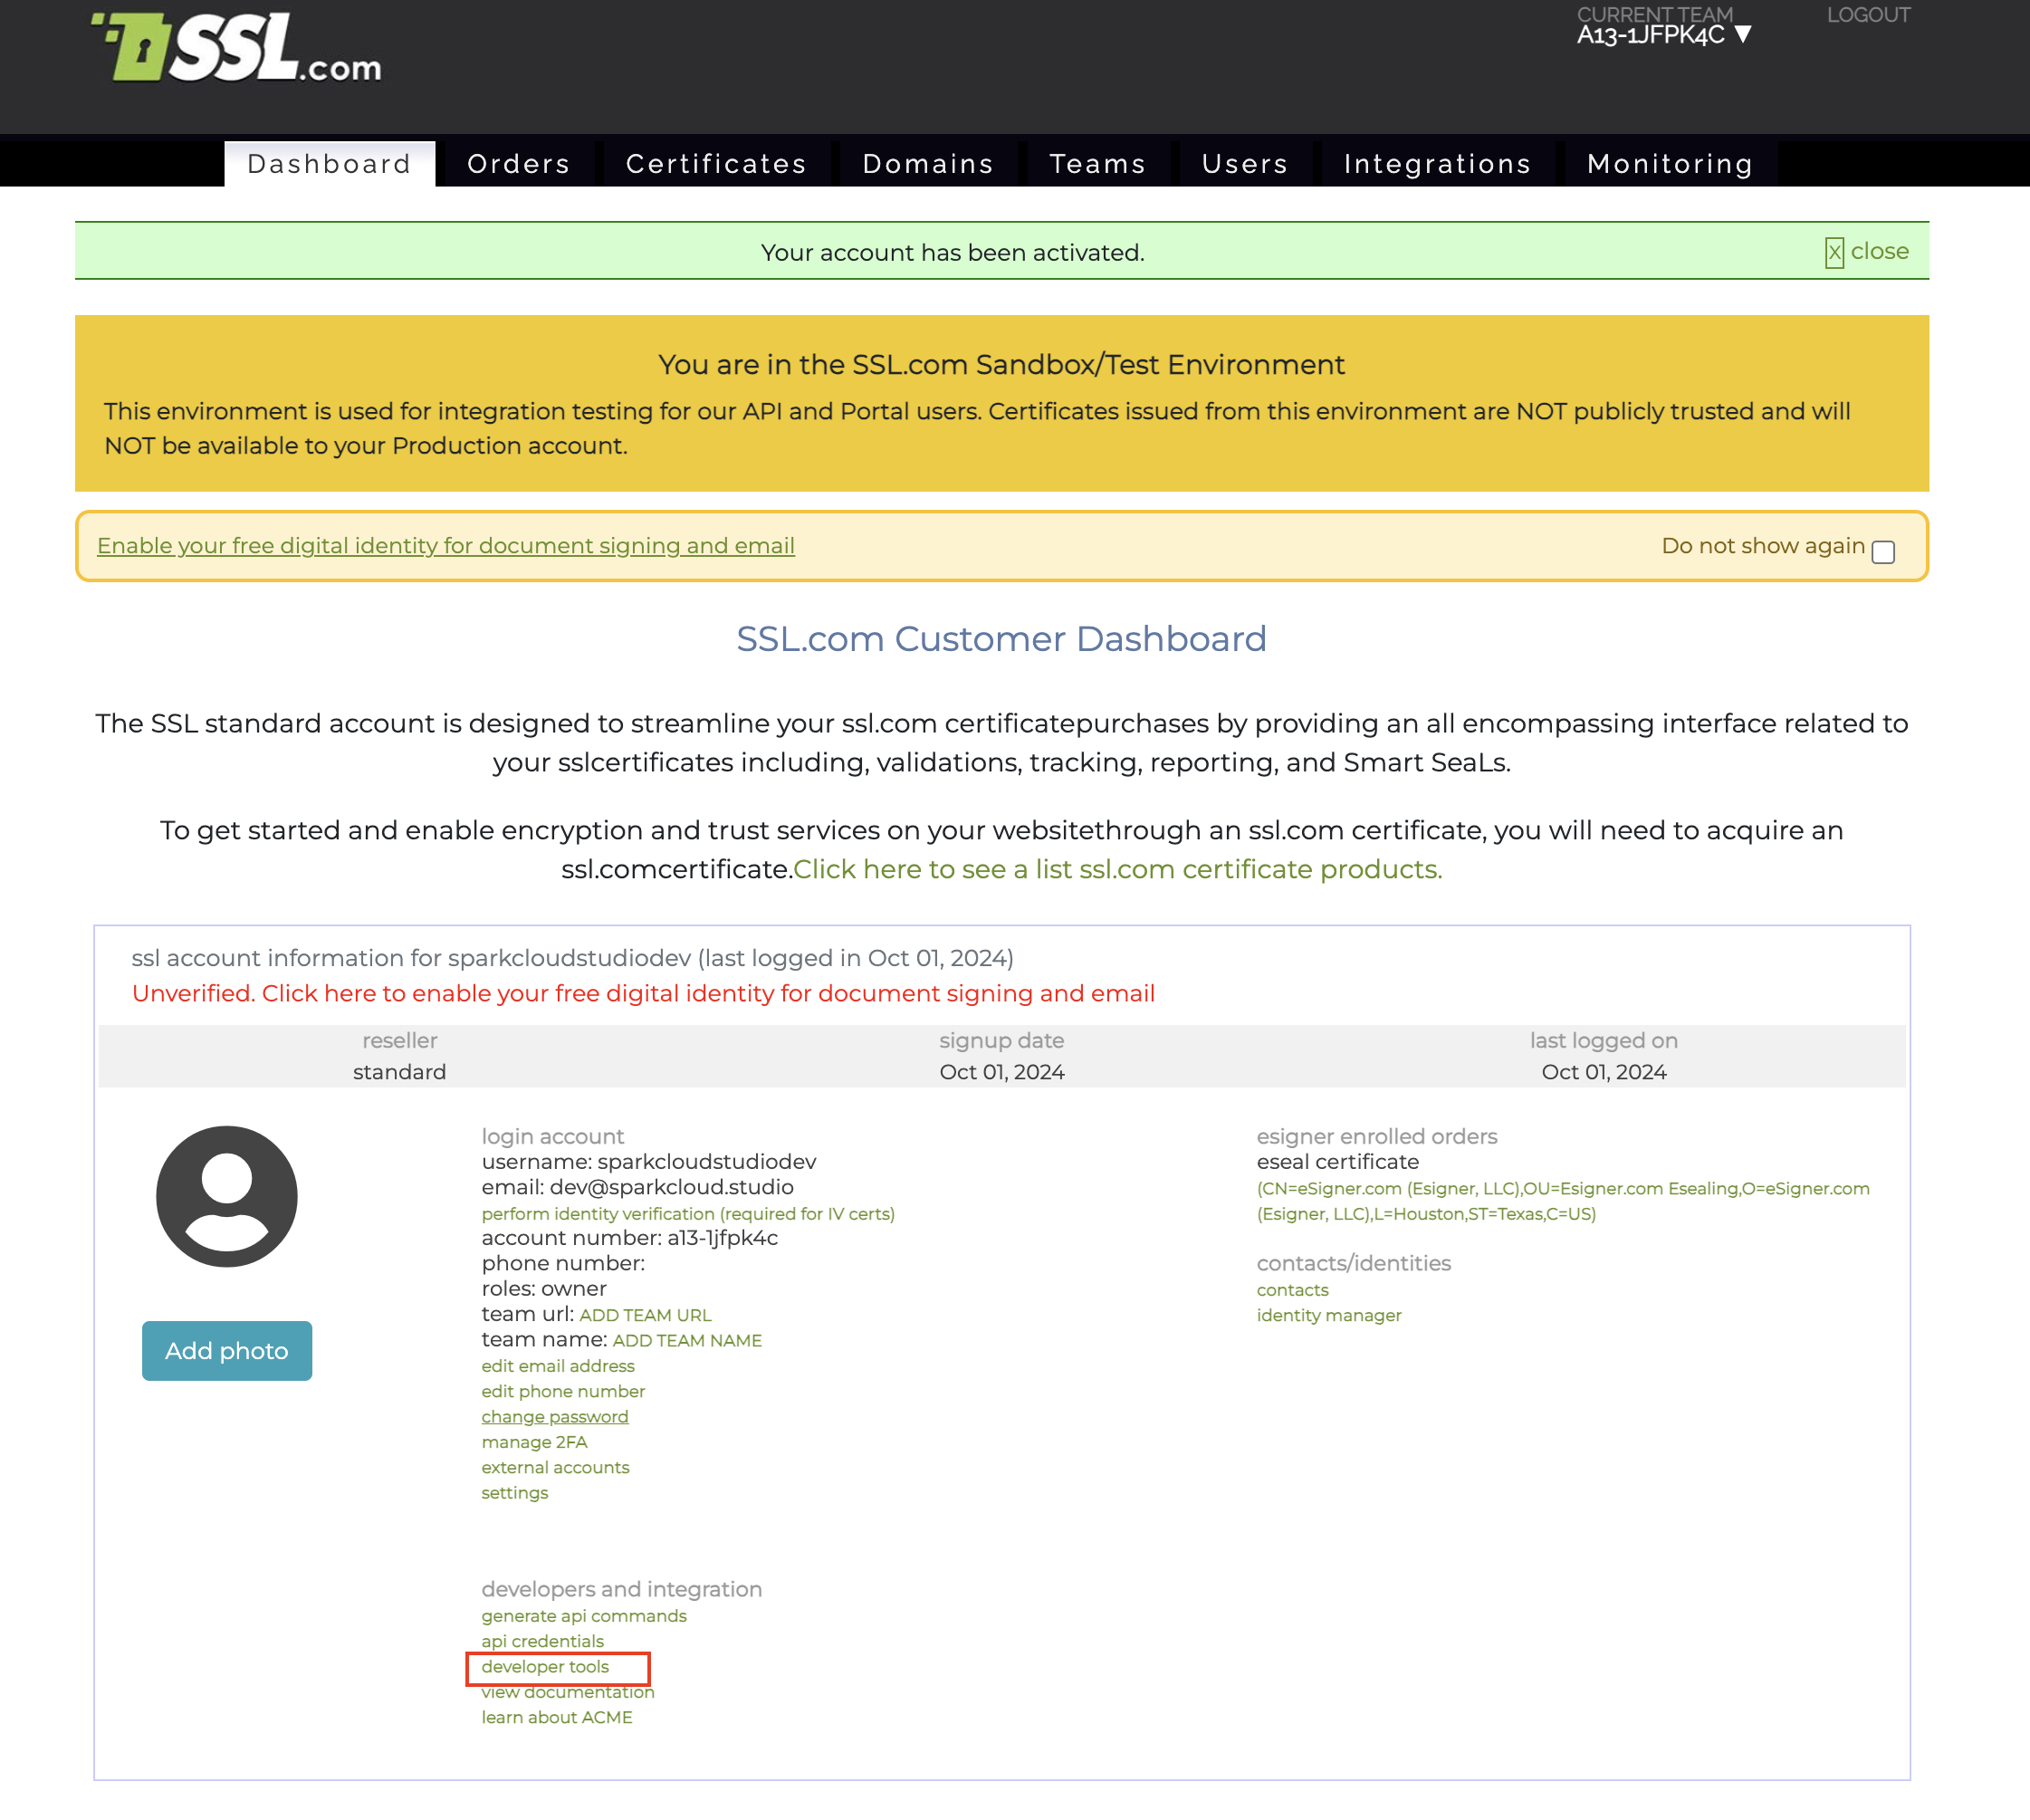 SSL.com
CURRENT TEAM
A13-1JFPK4C ▼
LOGOUT
Dashboard
Orders
Certificates
Domains
Teams
Users
Integrations
Monitoring
Your account has been activated.
X close
You are in the SSL.com Sandbox/Test Environment
This environment is used for integration testing for our API and Portal users. Certificates issued from this environment are NOT publicly trusted and will
NOT be available to your Production account.
Enable your free digital identity for document signing and email
Do not show again
SSL.com Customer Dashboard
The SSL standard account is designed to streamline your ssl.com certificatepurchases by providing an all encompassing interface related to
your sslcertificates including, validations, tracking, reporting, and Smart SeaLs.
To get started and enable encryption and trust services on your websitethrough an ssl.com certificate, you will need to acquire an
ssl.comcertificate.Click here to see a list ssl.com certificate products.
ssl account information for sparkcloudstudiodev (last logged in Oct 01, 2024)
Unverified. Click here to enable your free digital identity for document signing and email
reseller
standard
signup date
Oct 01, 2024
last logged on
Oct 01, 2024
Add photo
login account
username: sparkcloudstudiodev
email: dev@sparkcloud.studio
perform identity verification (required for IV certs)
account number: a13-1jfpk4c
phone number:
roles: owner
team url: ADD TEAM URL
team name: ADD TEAM NAME
edit email address
edit phone number
change password
manage 2FA
external accounts
settings
developers and integration
generate api commands
api credentials
developer tools
view documentation
learn about ACME
esigner enrolled orders
eseal certificate
(CN=eSigner.com (Esigner, LLC),OU=Esigner.com Esealing,O=eSigner.com
(Esigner, LLC),L=Houston,ST=Texas,C=US)
contacts/identities
contacts
identity manager